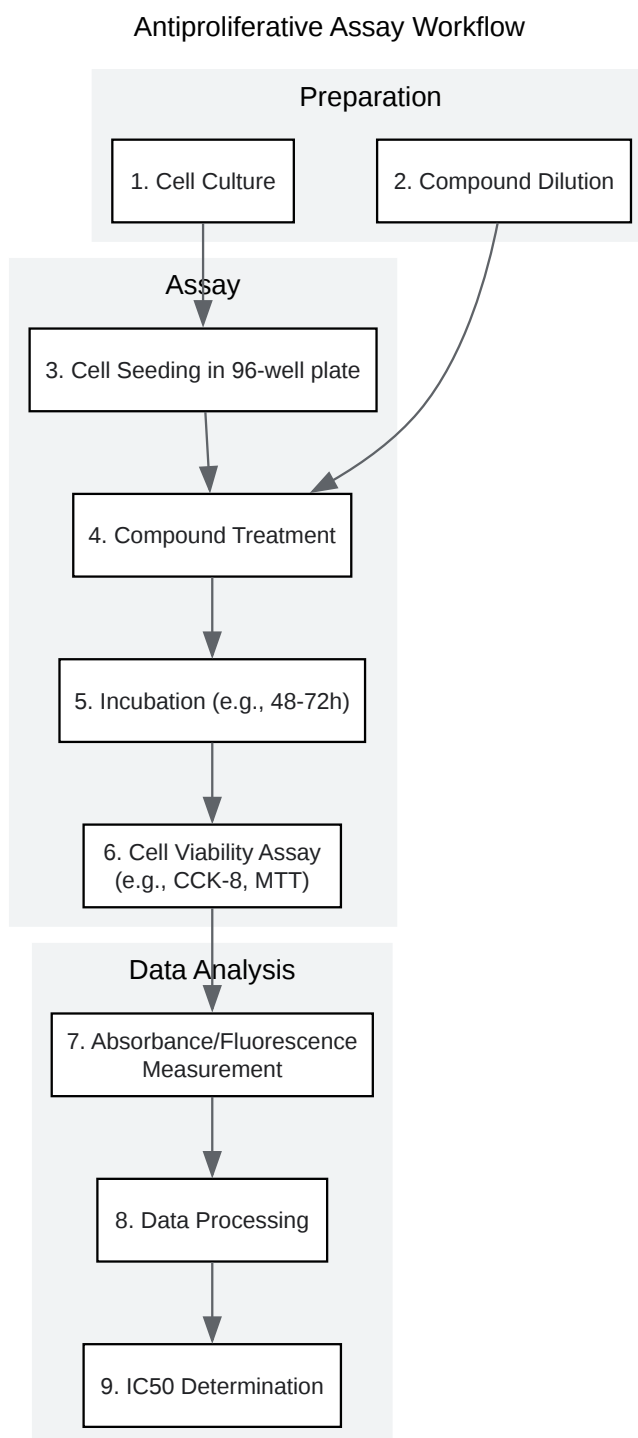 Antiproliferative Assay Workflow
Preparation
1. Cell Culture
2. Compound Dilution
Assay
3. Cell Seeding in 96-well plate
4. Compound Treatment
5. Incubation (e.g., 48-72h)
6. Cell Viability Assay
(e.g., CCK-8, MTT)
Data Analysis
7. Absorbance/Fluorescence
Measurement
8. Data Processing
9. IC50 Determination